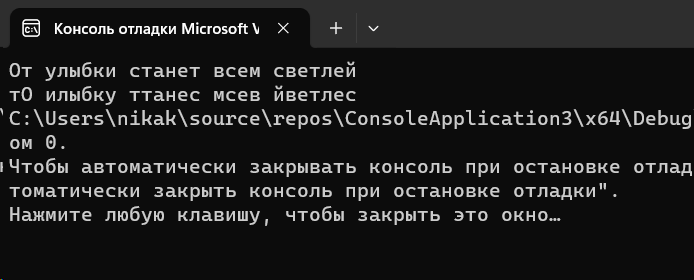 Консоль отладки Microsoft V
От улыбки станет всем светлей
тО илыбку ттанес мсев йветлес
C:\Users\nikak\source\repos\ConsoleApplication3\x64\Debug
ом 0.
Чтобы автоматически закрывать консоль при остановке отлад
томатически закрыть консоль при остановке отладки".
Нажмите любую клавишу, чтобы закрыть это окно…